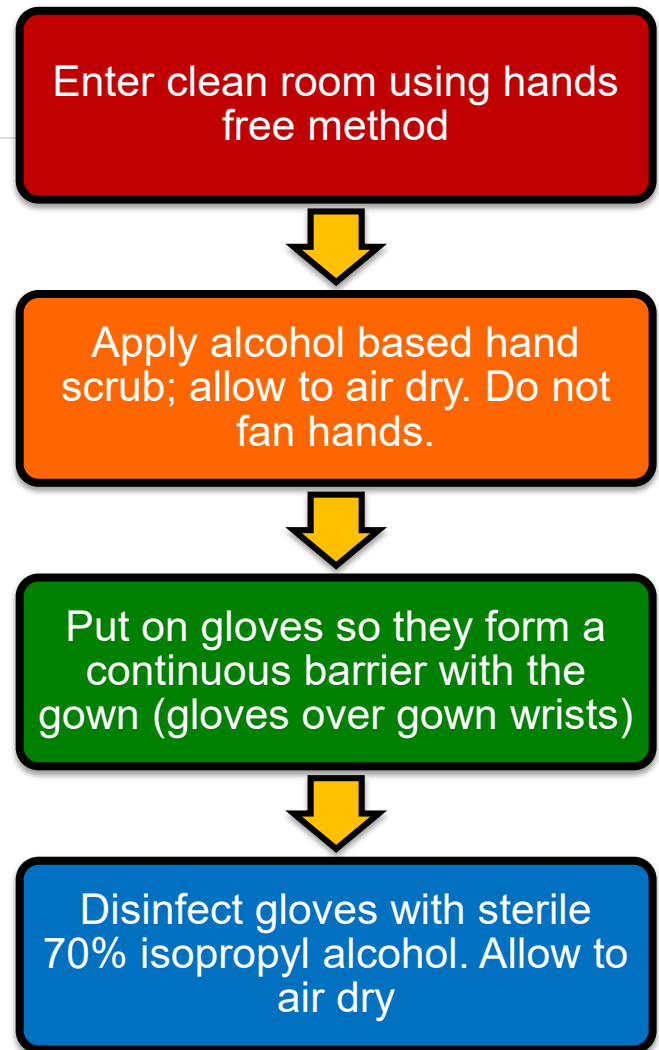 Enter clean room using hands
free method
Apply alcohol based hand
scrub; allow to air dry. Do not
fan hands.
Put on gloves so they form a
continuous barrier with the
gown (gloves over gown wrists)
Disinfect gloves with sterile
70% isopropyl alcohol. Allow to
air dry